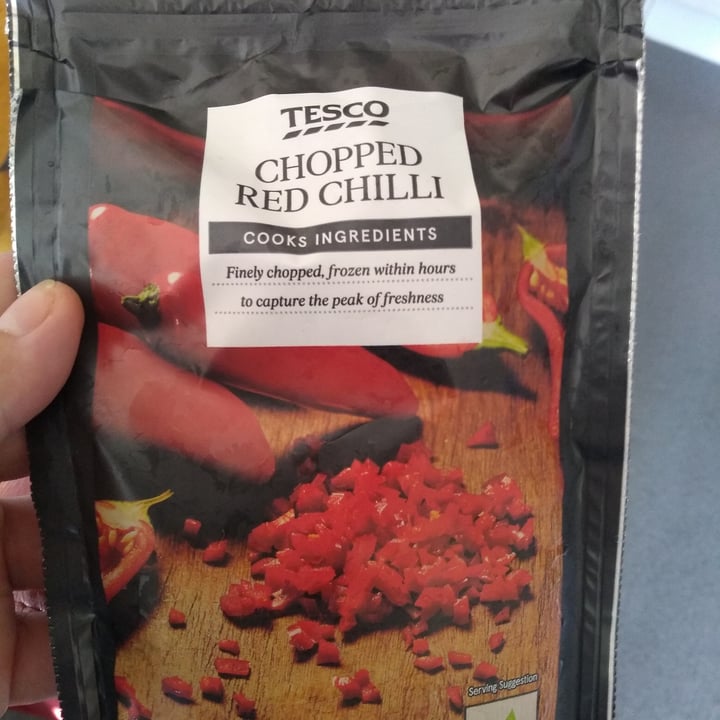 TESCO
CHOPPED
RED CHILLI
COOKS INGREDIENTS
Finely chopped, frozen within hours
to capture the peak of freshness
Serving Suggestion